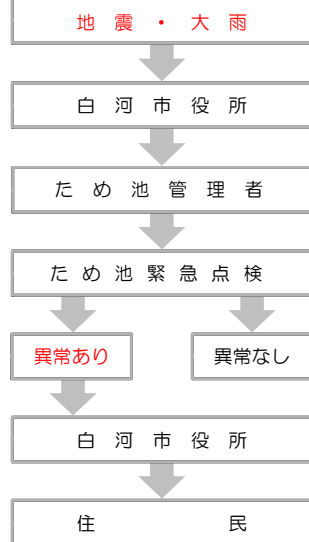 地震・大雨
白河市役所
ため池管理者
ため池緊急点検
異常あり 異常なし
白河市役所
住民